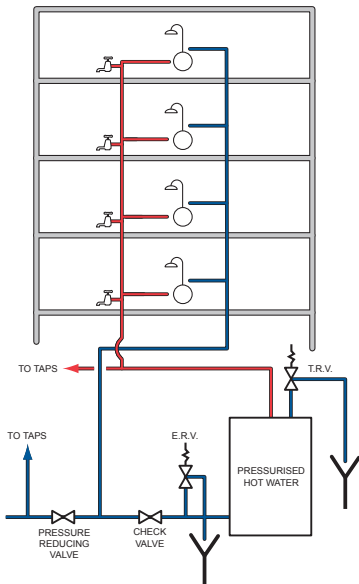 TO TAPS
T.R.V.
TO TAPS
E.R.V.
PRESSURISED
HOT WATER
PRESSURE
REDUCING
VALVE
CHECK
VALVE